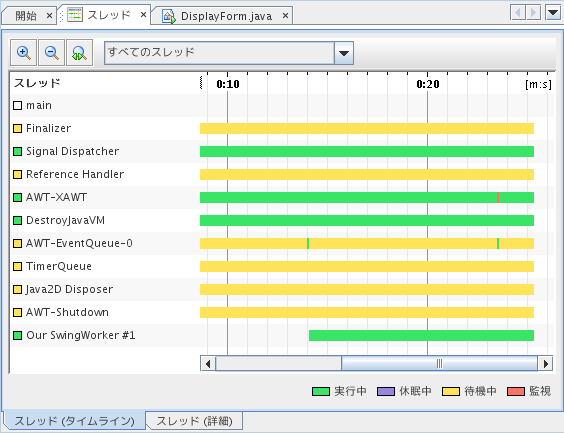 開始 スレッド DisplayForm.java
すべてのスレッド
スレッド 0:10 0:20 [m:s]
main
Finalizer
Signal Dispatcher
Reference Handler
AWT-XAWT
DestroyJavaVM
AWT-EventQueue-0
TimerQueue
Java2D Disposer
AWT-Shutdown
Our SwingWorker #1
実行中 休眠中 待機中 監視
スレッド (タイムライン) スレッド (詳細)